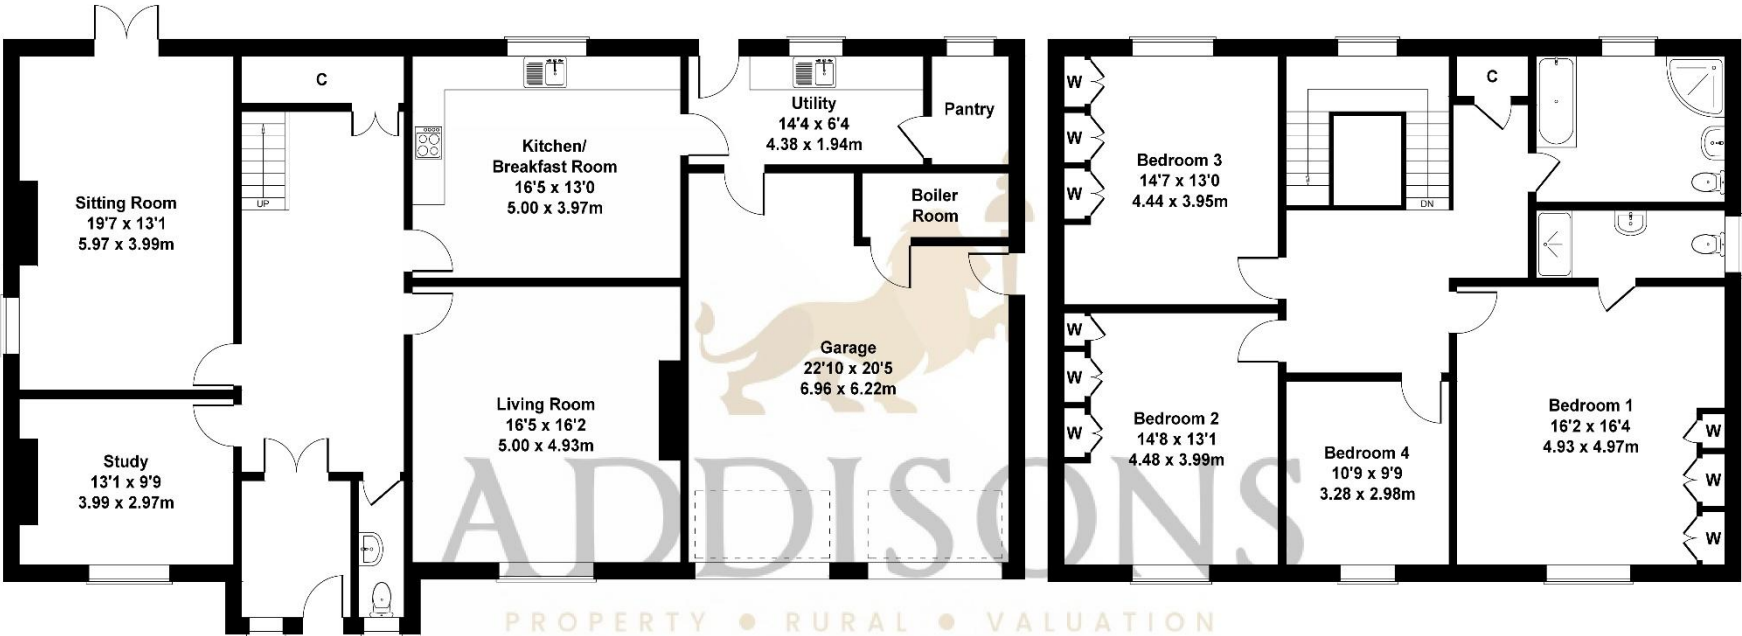 C
Sitting Room
19'7 x 13'1
5.97 x 3.99m
UP
Study
13'1 x 9'9
3.99 x 2.97m
Kitchen/
Breakfast Room
16'5 x 13'0
5.00 x 3.97m
Living Room
16'5 x 16'2
5.00 x 4.93m
Utility
14'4 x 6'4
4.38 x 1.94m
Pantry
Boiler
Room
Garage
22'10 x 20'5
6.96 x 6.22m
W
W
W
Bedroom 3
14'7 x 13'0
4.44 x 3.95m
DN
C
W
W
W
Bedroom 2
14'8 x 13'1
4.48 x 3.99m
Bedroom 4
10'9 x 9'9
3.28 x 2.98m
Bedroom 1
16'2 x 16'4
4.93 x 4.97m
W
W
W
ADDISONS
PROPERTY • RURAL • VALUATION